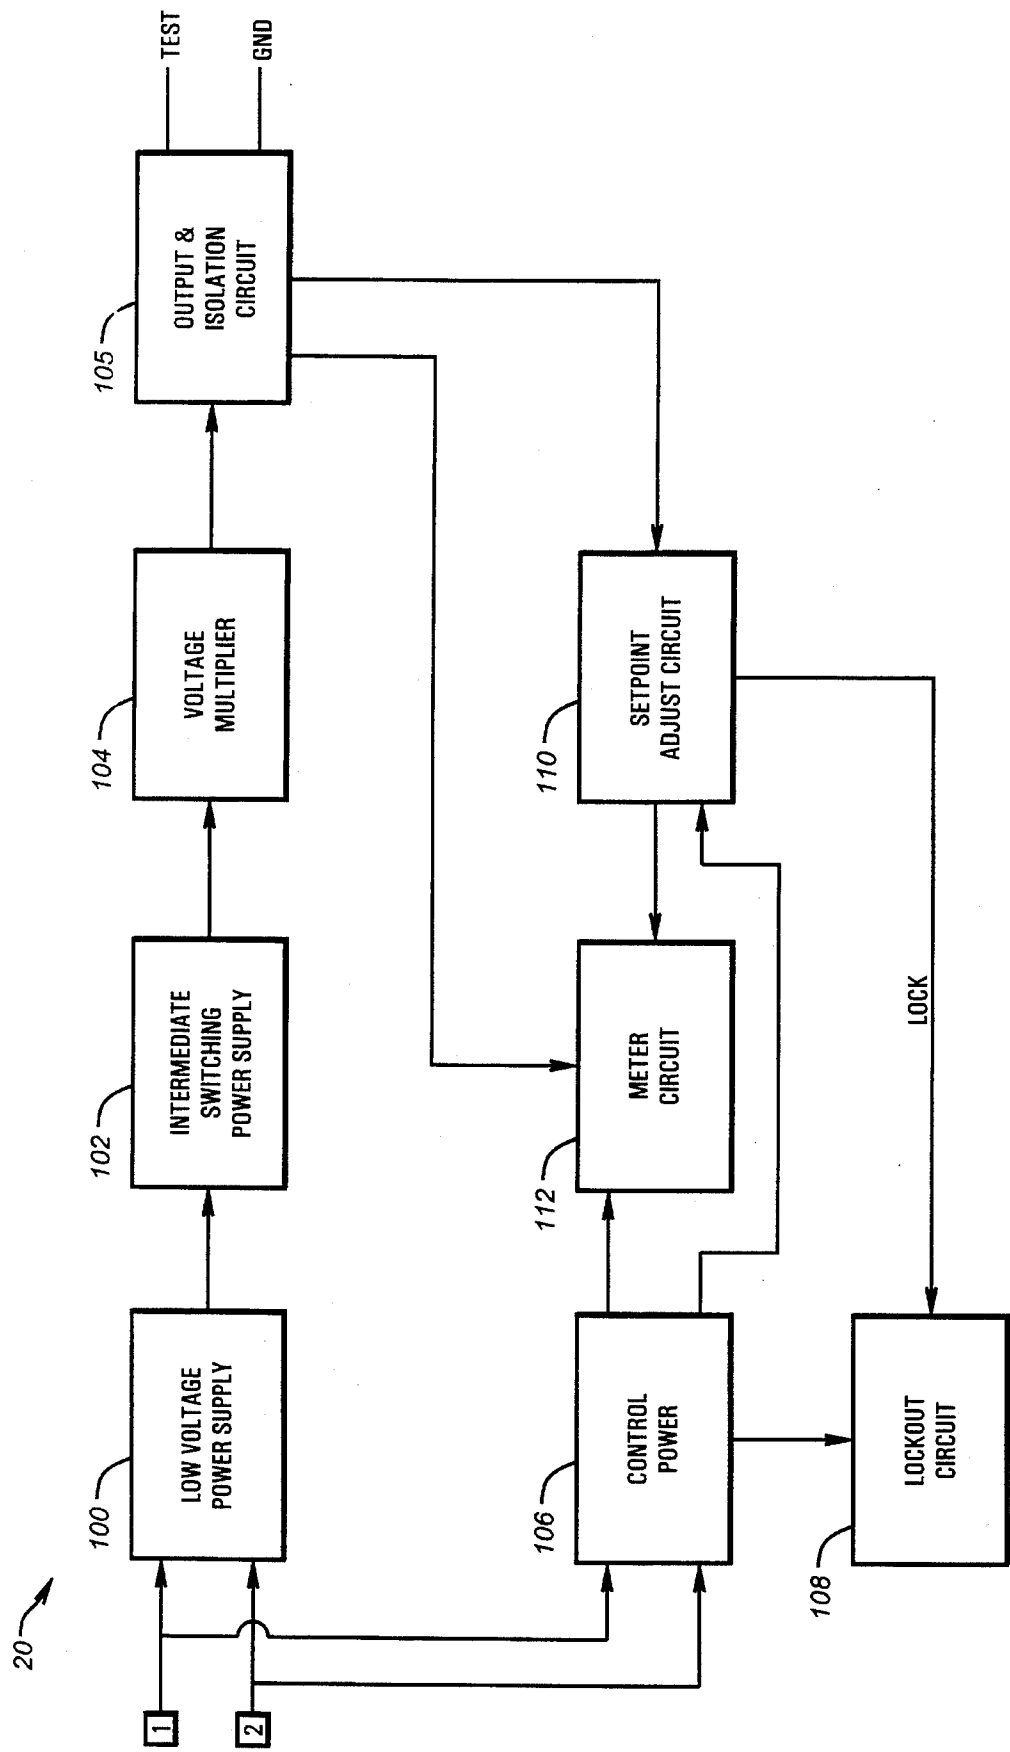 20
1
2
100
LOW VOLTAGE
POWER SUPPLY
102
INTERMEDIATE
SWITCHING
POWER SUPPLY
104
VOLTAGE
MULTIPLIER
105
OUTPUT &
ISOLATION
CIRCUIT
TEST
GND
106
CONTROL
POWER
112
METER
CIRCUIT
110
SETPOINT
ADJUST CIRCUIT
108
LOCKOUT
CIRCUIT
LOCK